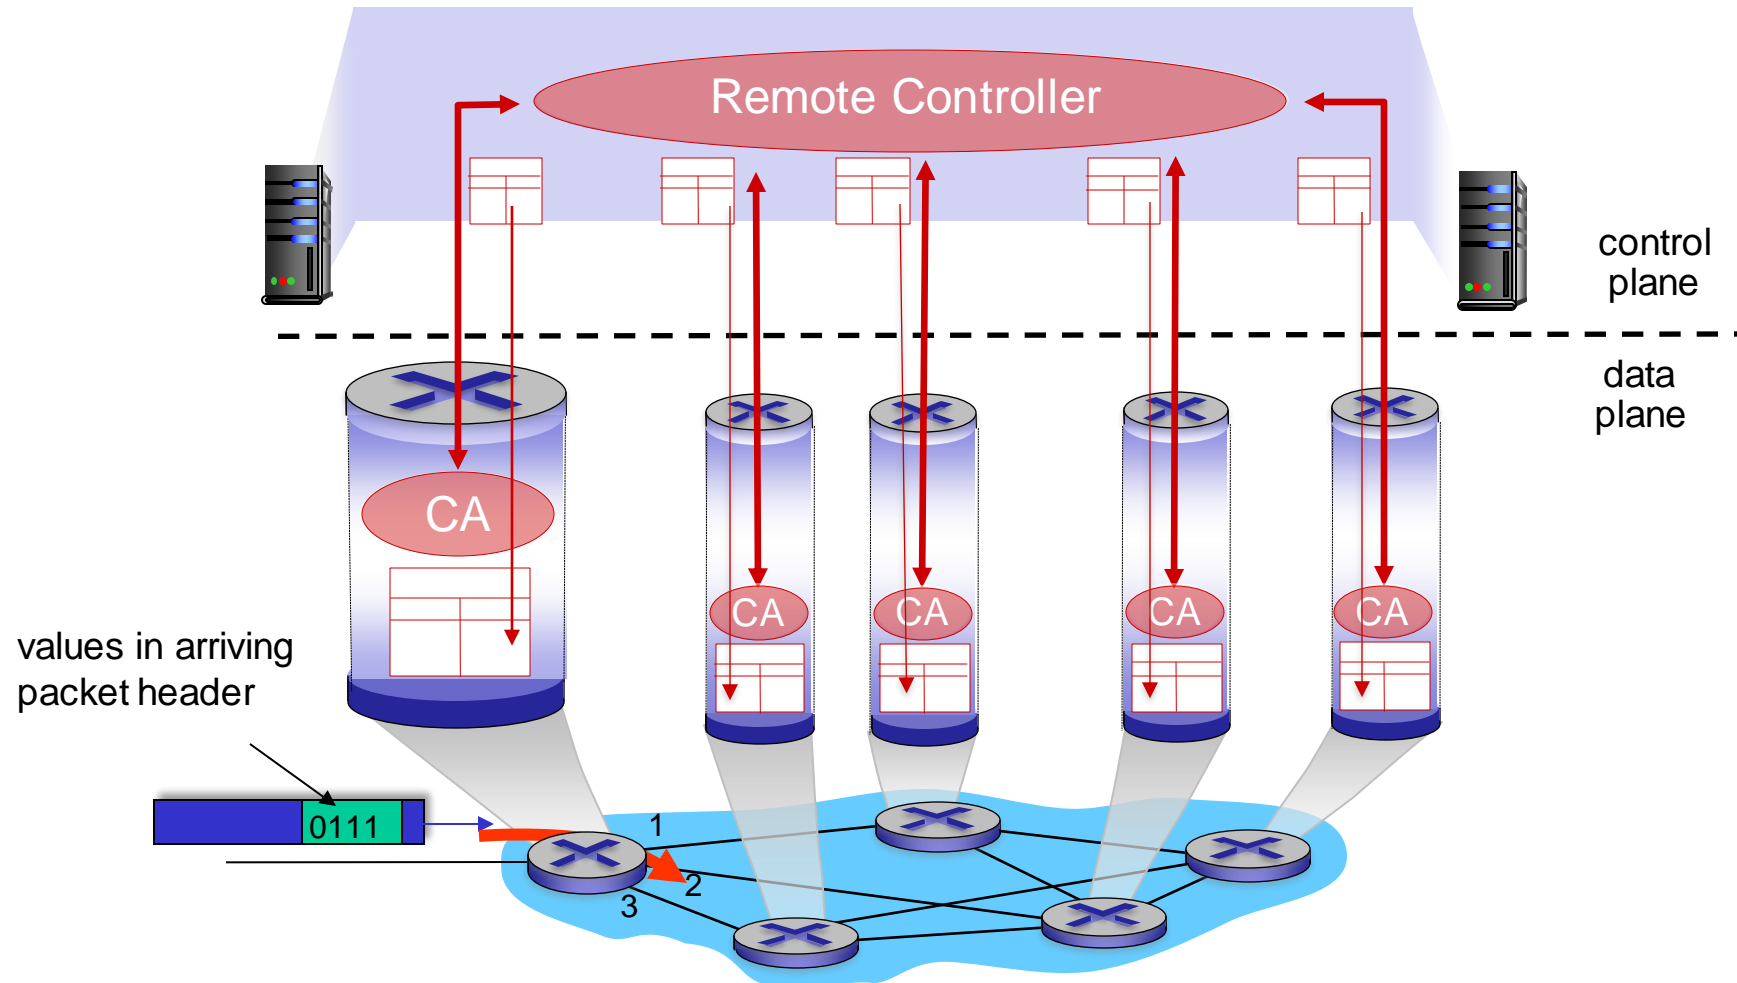 Remote Controller
control
plane
data
plane
CA
CA
CA
CA
CA
values in arriving
packet header
0111
1
2
3